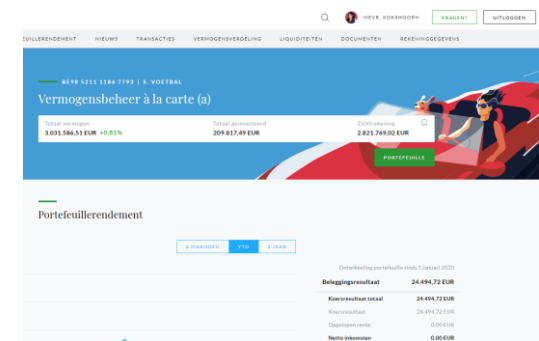 MEVR. KOKSHOORN
VRAGEN?
UITLOGGEN
EUILLERENDEMENT NIEUWS TRANSACTIES VERMOGENSVERDELING LIQUIDITEITEN DOCUMENTEN REKENINGGEGEVENS
BE98 5211 1186 7793 | S. VOETBAL
Vermogensbeheer à la carte (a)
Totaal vermogen Totaal geïnvesteerd Zichtrekening
3.031.586,51 EUR +0,81% 209.817,49 EUR 2.821.769,02 EUR
PORTEFEUILLE
Portefeuillerendement
6 MAANDEN YTD 1 JAAR
Ontwikkeling portefeuille sinds 1 januari 2020
Beleggingsresultaat 24.494,72 EUR
Koersresultaat totaal 24.494,72 EUR
Koersresultaat 24.494,72 EUR
Opgelopen rente 0,00 EUR
Netto inkomsten 0,00 EUR